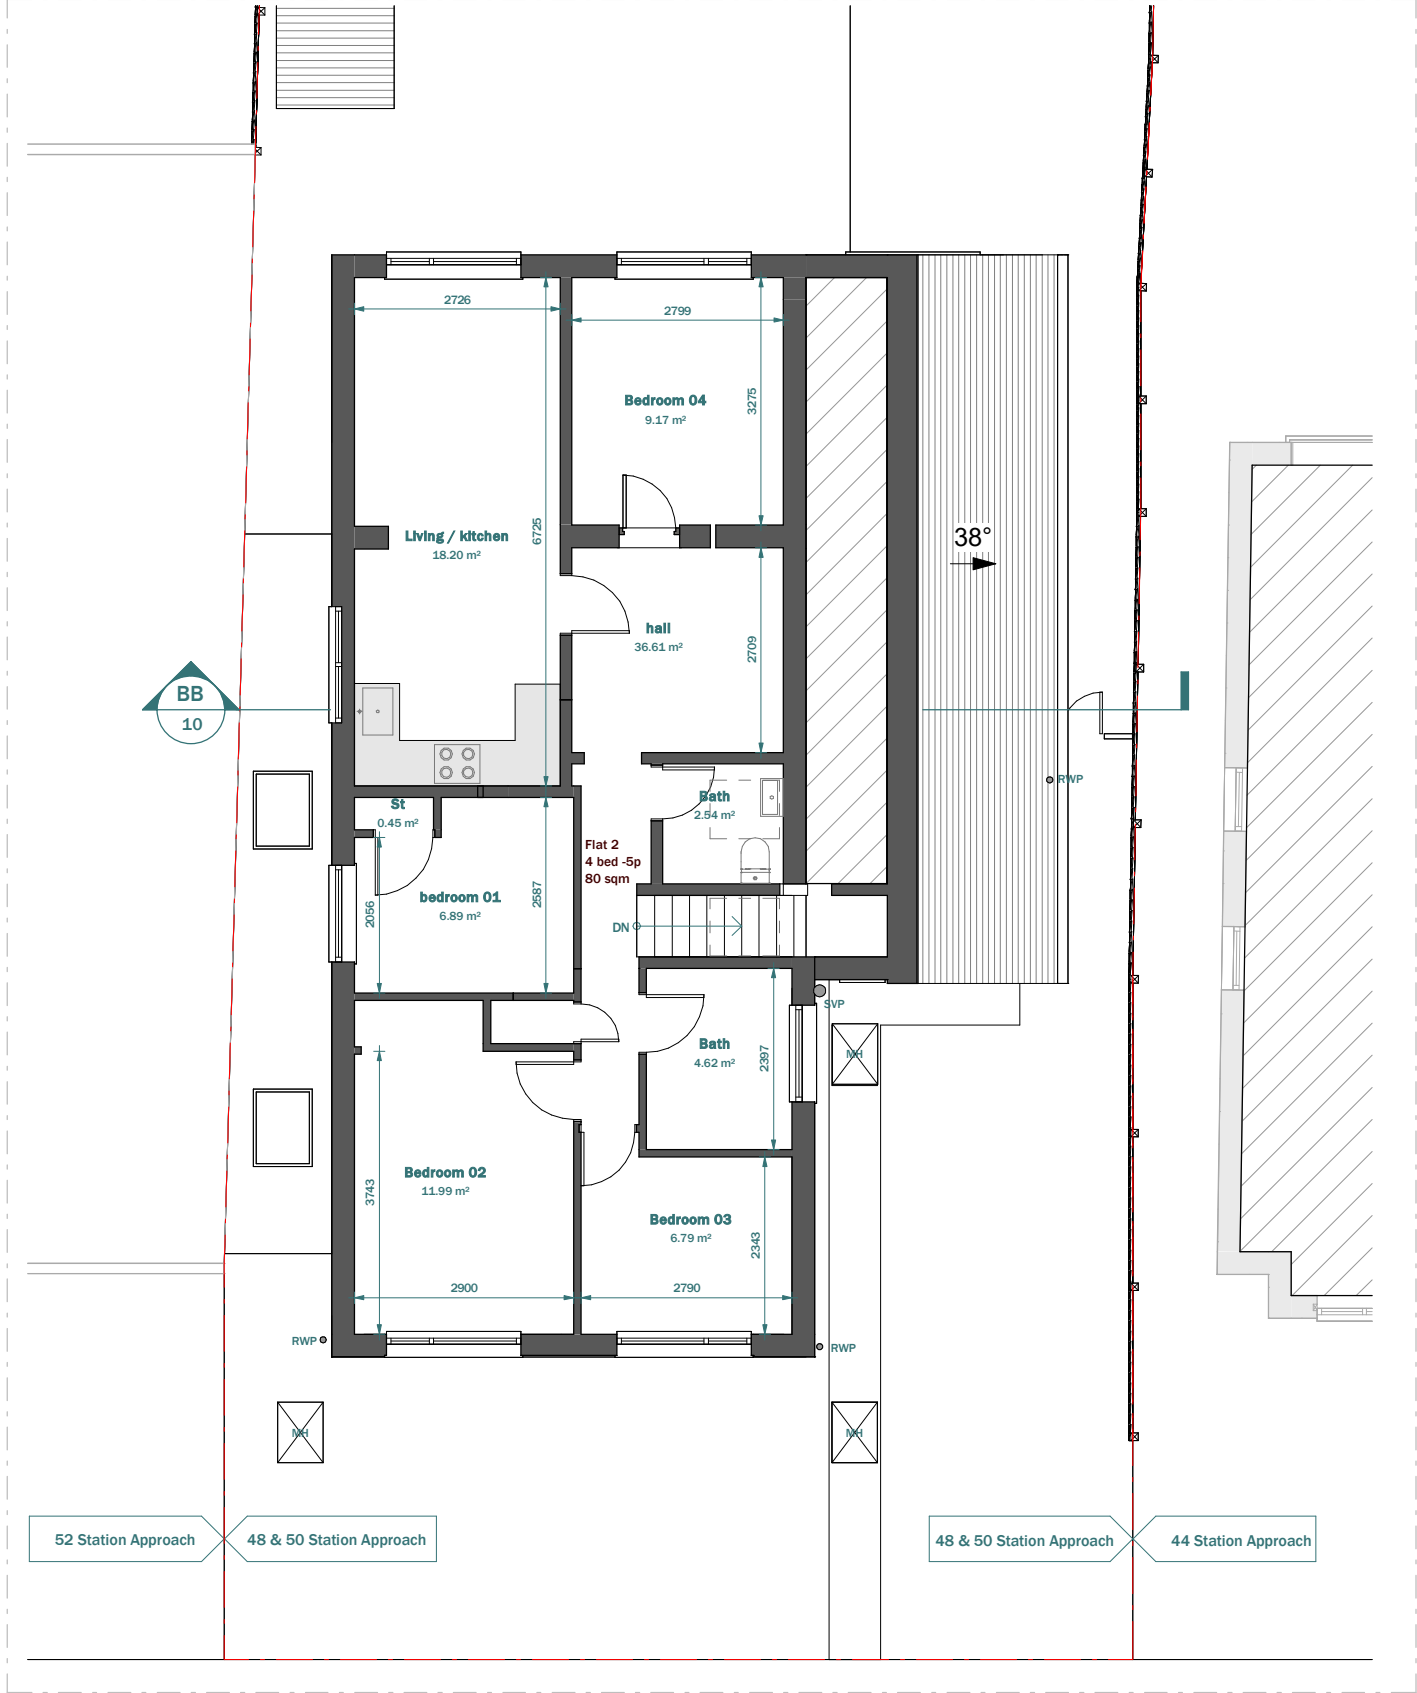 2726
2799
Bedroom 04
9.17 m²
3275
Living / kitchen
18.20 m²
6725
38°
hall
36.61 m²
2709
BB
10
RWP
St
0.45 m²
Bath
2.54 m²
Flat 2
4 bed -5p
80 sqm
bedroom 01
6.89 m²
2056
2587
DN
SVP
Bath
4.62 m²
2397
MH
Bedroom 02
11.99 m²
3743
Bedroom 03
6.79 m²
2343
2900
2790
RWP
RWP
MH
MH
52 Station Approach
48 & 50 Station Approach
48 & 50 Station Approach
44 Station Approach